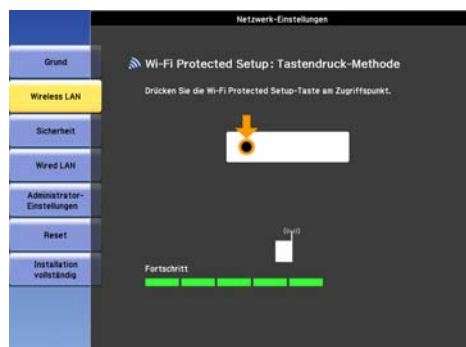 Netzwerk-Einstellungen
Grund
Wireless LAN
Sicherheit
Wired LAN
Administrator-
Einstellungen
Reset
Installation
vollständig
Wi-Fi Protected Setup: Tastendruck-Methode
Drücken Sie die Wi-Fi Protected Setup-Taste am Zugriffspunkt.
Fortschritt